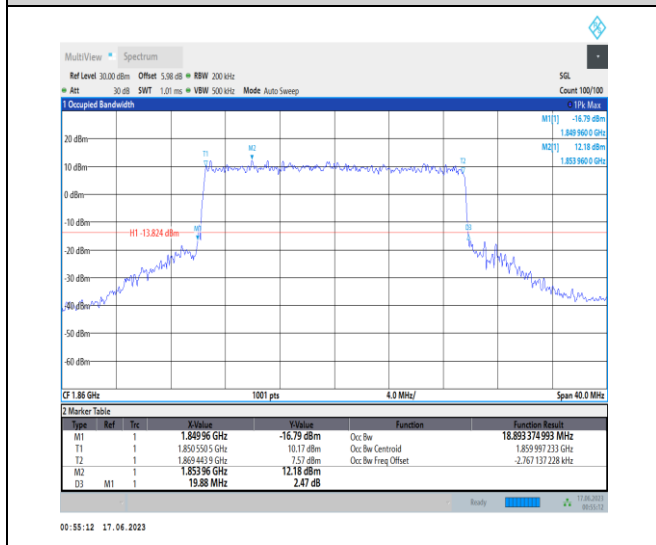 MultiView Spectrum
Ref Level 30.00 dBm Offset 5.98 dB RBW 200 kHz SGL
Att 30 dB SWT 1.01 ms VBW 500 kHz Mode Auto Sweep Count 100/100
1 Occupied Bandwidth 1Pk Max
M1[1] -16.79 dBm
1.849 960 0 GHz
M2[1] 12.18 dBm
1.853 960 0 GHz
20 dBm
T1 M2 T2
10 dBm
0 dBm
-10 dBm
M1 D3
H1 -13.824 dBm
-20 dBm
-30 dBm
-40 dBm
-50 dBm
-60 dBm
CF 1.86 GHz 1001 pts 4.0 MHz/ Span 40.0 MHz
2 Marker Table
Type Ref Trc X-Value Y-Value Function Function Result
M1 1 1.849 96 GHz -16.79 dBm Occ Bw 18.893 374 993 MHz
T1 1 1.850 550 5 GHz 10.17 dBm Occ Bw Centroid 1.859 997 233 GHz
T2 1 1.869 443 9 GHz 7.57 dBm Occ Bw Freq Offset -2.767 137 228 kHz
M2 1 1.853 96 GHz 12.18 dBm
D3 M1 1 19.88 MHz 2.47 dB
Ready 17.06.2023
00:55:12
00:55:12 17.06.2023